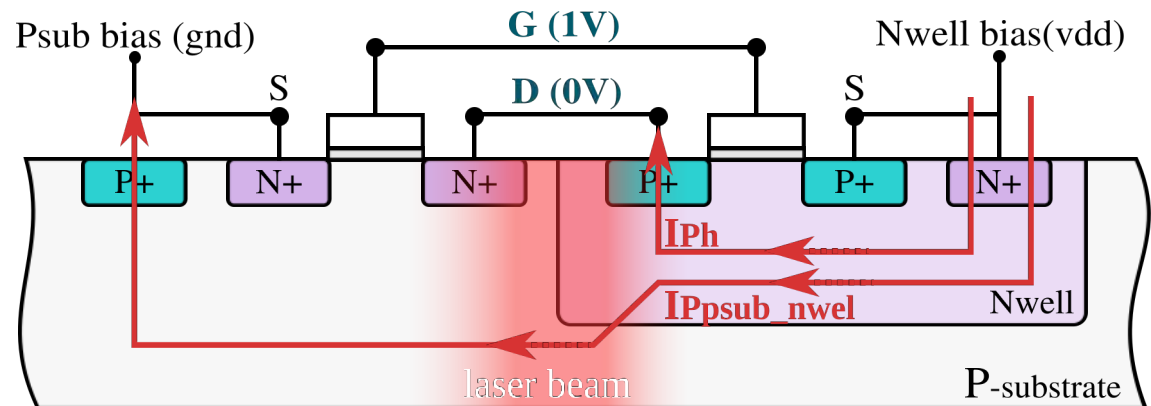 G (1V)
Psub bias (gnd)
Nwell bias(vdd)
S
D (0V)
S
P+
N+
N+
P+
P+
N+
IPh
IPpsub_nwel
Nwell
laser beam
P-substrate